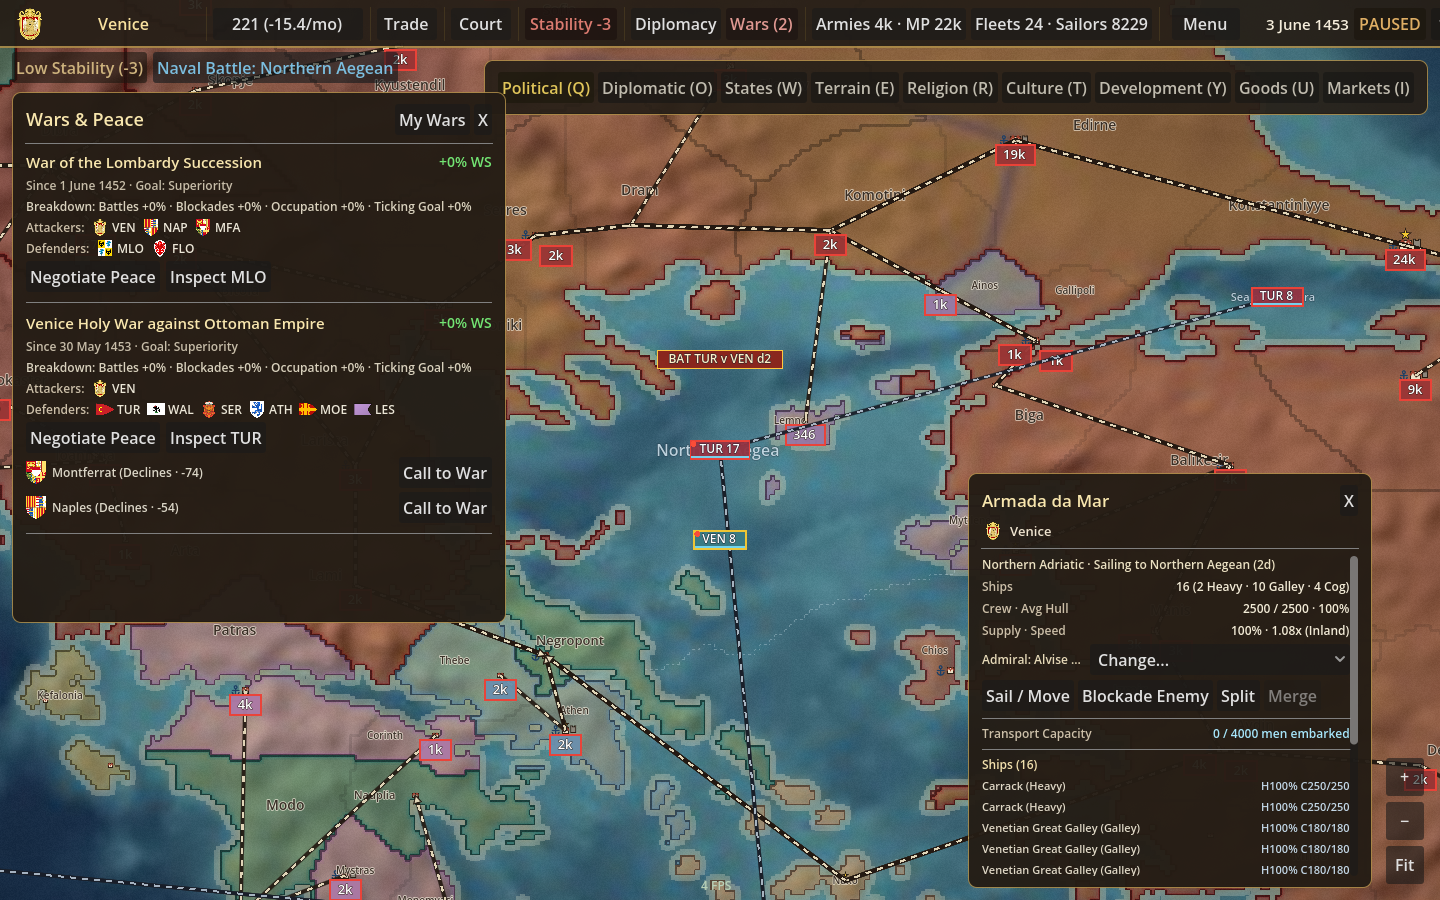 Venice
221 (-15.4/mo)
Trade
Court
Stability -3
Diplomacy
Wars (2)
Armies 4k · MP 22k
Fleets 24 · Sailors 8229
Menu
3 June 1453
PAUSED
Low Stability (-3)
Naval Battle: Northern Aegean
2k
Kyustendil
Political (Q)
Diplomatic (O)
States (W)
Terrain (E)
Religion (R)
Culture (T)
Development (Y)
Goods (U)
Markets (I)
Wars & Peace
My Wars
X
War of the Lombardy Succession
+0% WS
Since 1 June 1452 · Goal: Superiority
Breakdown: Battles +0% · Blockades +0% · Occupation +0% · Ticking Goal +0%
Attackers: VEN NAP MFA
Defenders: MLO FLO
Negotiate Peace
Inspect MLO
Venice Holy War against Ottoman Empire
+0% WS
Since 30 May 1453 · Goal: Superiority
Breakdown: Battles +0% · Blockades +0% · Occupation +0% · Ticking Goal +0%
Attackers: VEN
Defenders: TUR WAL SER ATH MOE LES
Negotiate Peace
Inspect TUR
Montferrat (Declines · -74)
Call to War
Naples (Declines · -54)
Call to War
Edirne
19k
Komotini
Konstantiniyye
3k
2k
2k
24k
Ainos
Gallipoli
1k
TUR 8
BAT TUR v VEN d2
1k
1k
9k
Biga
346
TUR 17
VEN 8
Chios
Patras
Negropont
Thebe
Kefalonia
2k
4k
Athen
Corinth
1k
2k
Modo
Mystras
2k
4 FPS
Armada da Mar
X
Venice
Northern Adriatic · Sailing to Northern Aegean (2d)
Ships
16 (2 Heavy · 10 Galley · 4 Cog)
Crew · Avg Hull
2500 / 2500 · 100%
Supply · Speed
100% · 1.08x (Inland)
Admiral: Alvise ...
Change...
Sail / Move
Blockade Enemy
Split
Merge
Transport Capacity
0 / 4000 men embarked
Ships (16)
Carrack (Heavy)
H100% C250/250
Carrack (Heavy)
H100% C250/250
Venetian Great Galley (Galley)
H100% C180/180
Venetian Great Galley (Galley)
H100% C180/180
Venetian Great Galley (Galley)
H100% C180/180
+
2k
−
Fit